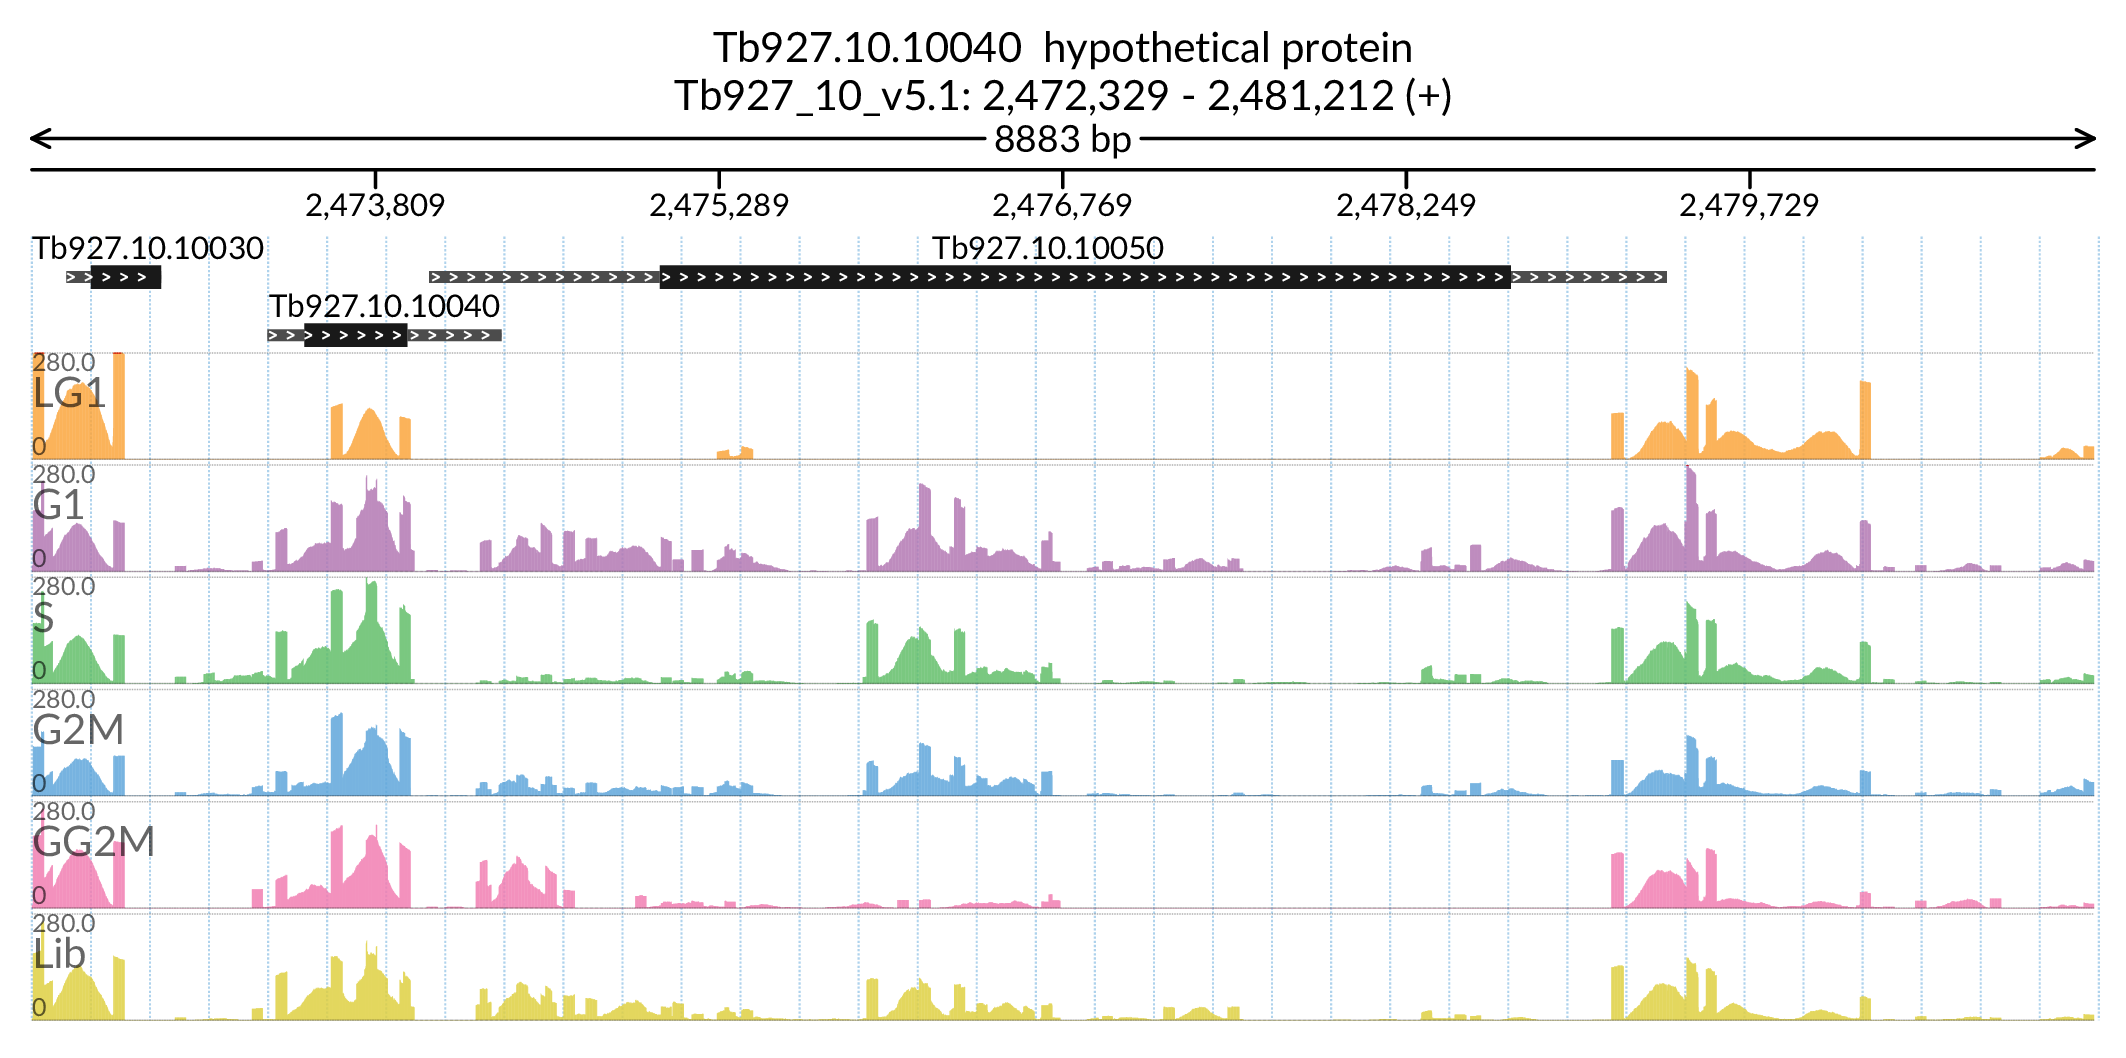 Tb927.10.10040  hypothetical protein
Tb927_10_v5.1: 2,472,329 - 2,481,212 (+)
8883 bp
2,473,809 2,475,289 2,476,769 2,478,249 2,479,729
Tb927.10.10030 Tb927.10.10050
Tb927.10.10040
280.0
LG1
0
280.0
G1
0
280.0
S
0
280.0
G2M
0
280.0
GG2M
0
280.0
Lib
0